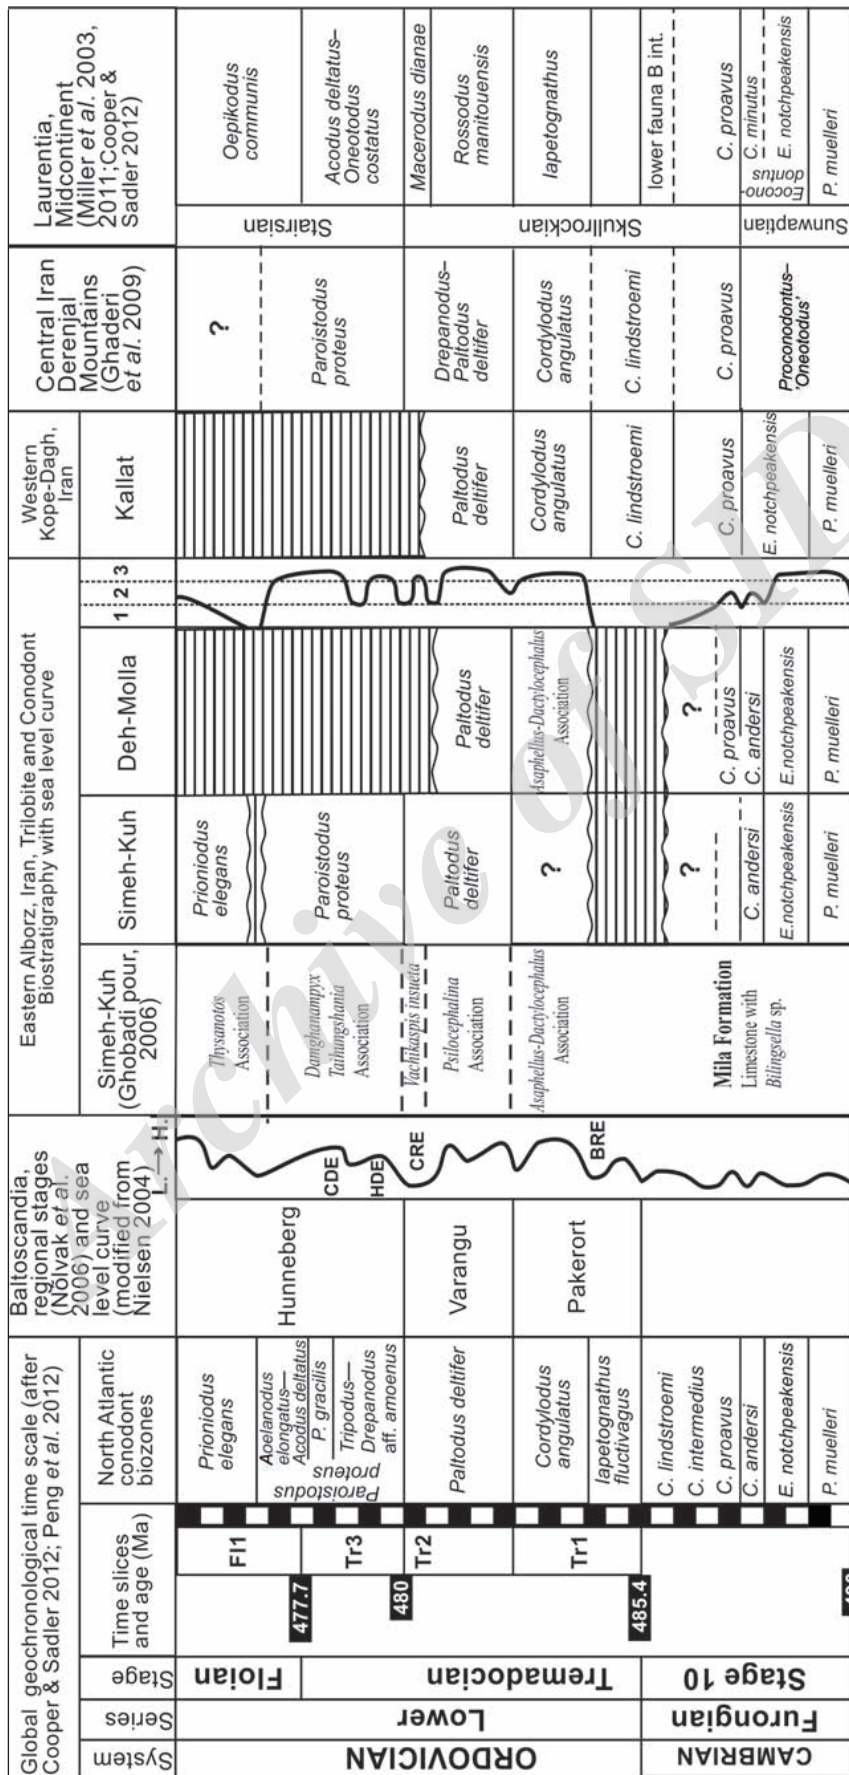 Global geochronological time scale (after
Cooper & Sadler 2012; Peng et al. 2012)
System
Series
Stage
Time slices
and age (Ma)
North Atlantic
conodont
biozones
Baltoscandia,
regional stages
(Nõlvak et al.
2006) and sea
level curve
(modified from
Nielsen 2004)
L. → H.
Eastern Alborz, Iran, Trilobite and Conodont
Biostratigraphy with sea level curve
Simeh-Kuh
(Ghobadi pour,
2006)
Simeh-Kuh
Deh-Molla
1 2 3
Western
Kope-Dagh,
Iran
Kallat
Central Iran
Derenjal
Mountains
(Ghaderi
et al. 2009)
Laurentia,
Midcontinent
(Miller et al. 2003,
2011;Cooper &
Sadler 2012)
ORDOVICIAN
CAMBRIAN
Lower
Furongian
Floian
Tremadocian
Stage 10
477.7
480
485.4
Fl1
Tr3
Tr2
Tr1
Prioniodus
elegans
Aoelanodus
elongatus—
Acodus deltatus
P. gracilis
Tripodus—
Drepanodus
aff. amoenus
Paroistodus
proteus
Paltodus deltifer
Cordylodus
angulatus
Iapetognathus
fluctivagus
C. lindstroemi
C. intermedius
C. proavus
C. andersi
E. notchpeakensis
P. muelleri
Hunneberg
Varangu
Pakerort
CDE
HDE
CRE
BRE
Thysanotos
Association
Damghanampyx
Taihungshania
Association
Vachikaspis insueta
Psilocephalina
Association
Asaphellus-Dactylocephalus
Association
Mila Formation
Limestone with
Bilingsella sp.
Prioniodus
elegans
Paroistodus
proteus
Paltodus
deltifer
?
?
C. andersi
E.notchpeakensis
P. muelleri
Paltodus
deltifer
Asaphellus-Dactylocephalus
Association
?
C. proavus
C. andersi
E.notchpeakensis
P. muelleri
Paltodus
deltifer
Cordylodus
angulatus
C. lindstroemi
C. proavus
E. notchpeakensis
P. muelleri
?
Paroistodus
proteus
Drepanodus–
Paltodus
deltifer
Cordylodus
angulatus
C. lindstroemi
C. proavus
Proconodontus–
'Oneotodus'
Stairsian
Skullrockian
Sunwaptian
Oepikodus
communis
Acodus deltatus–
Oneotodus
costatus
Macerodus dianae
Rossodus
manitouensis
Iapetognathus
lower fauna B int.
C. proavus
Eocono-
dontus
C. minutus
E. notchpeakensis
P. muelleri
Archive of SID